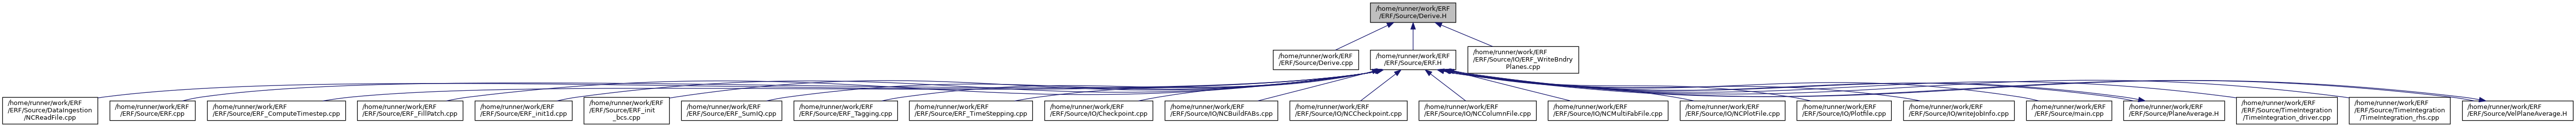 /home/runner/work/ERF
/ERF/Source/Derive.H
/home/runner/work/ERF
/ERF/Source/Derive.cpp
/home/runner/work/ERF
/ERF/Source/ERF.H
/home/runner/work/ERF
/ERF/Source/IO/ERF_WriteBndry
Planes.cpp
/home/runner/work/ERF
/ERF/Source/DataIngestion
/NCReadFile.cpp
/home/runner/work/ERF
/ERF/Source/ERF.cpp
/home/runner/work/ERF
/ERF/Source/ERF_ComputeTimestep.cpp
/home/runner/work/ERF
/ERF/Source/ERF_FillPatch.cpp
/home/runner/work/ERF
/ERF/Source/ERF_init1d.cpp
/home/runner/work/ERF
/ERF/Source/ERF_init
_bcs.cpp
/home/runner/work/ERF
/ERF/Source/ERF_SumIQ.cpp
/home/runner/work/ERF
/ERF/Source/ERF_Tagging.cpp
/home/runner/work/ERF
/ERF/Source/ERF_TimeStepping.cpp
/home/runner/work/ERF
/ERF/Source/IO/Checkpoint.cpp
/home/runner/work/ERF
/ERF/Source/IO/NCBuildFABs.cpp
/home/runner/work/ERF
/ERF/Source/IO/NCCheckpoint.cpp
/home/runner/work/ERF
/ERF/Source/IO/NCColumnFile.cpp
/home/runner/work/ERF
/ERF/Source/IO/NCMultiFabFile.cpp
/home/runner/work/ERF
/ERF/Source/IO/NCPlotFile.cpp
/home/runner/work/ERF
/ERF/Source/IO/Plotfile.cpp
/home/runner/work/ERF
/ERF/Source/IO/writeJobInfo.cpp
/home/runner/work/ERF
/ERF/Source/main.cpp
/home/runner/work/ERF
/ERF/Source/PlaneAverage.H
/home/runner/work/ERF
/ERF/Source/TimeIntegration
/TimeIntegration_driver.cpp
/home/runner/work/ERF
/ERF/Source/TimeIntegration
/TimeIntegration_rhs.cpp
/home/runner/work/ERF
/ERF/Source/VelPlaneAverage.H